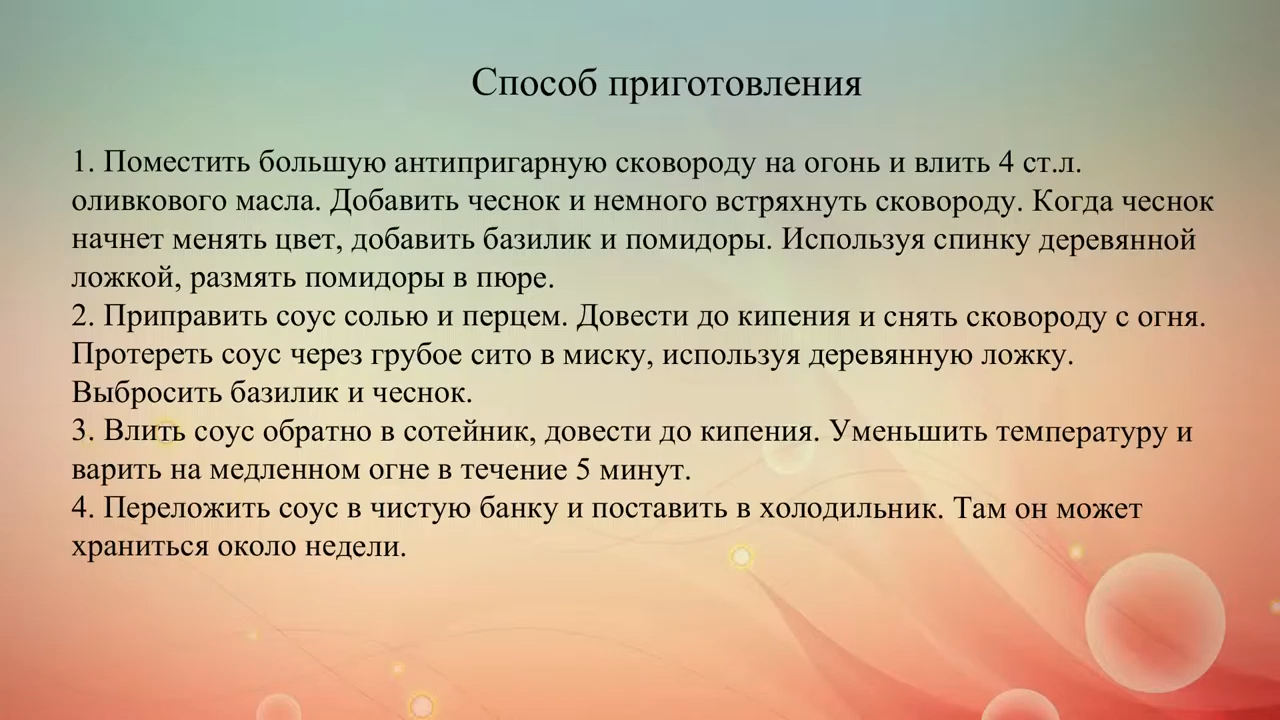 Способ приготовления
1. Поместить большую антипригарную сковороду на огонь и влить 4 ст.л.
оливкового масла. Добавить чеснок и немного встряхнуть сковороду. Когда чеснок
начнет менять цвет, добавить базилик и помидоры. Используя спинку деревянной
ложкой, размять помидоры в пюре.
2. Приправить соус солью и перцем. Довести до кипения и снять сковороду с огня.
Протереть соус через грубое сито в миску, используя деревянную ложку.
Выбросить базилик и чеснок.
3. Влить соус обратно в сотейник, довести до кипения. Уменьшить температуру и
варить на медленном огне в течение 5 минут.
4. Переложить соус в чистую банку и поставить в холодильник. Там он может
храниться около недели.